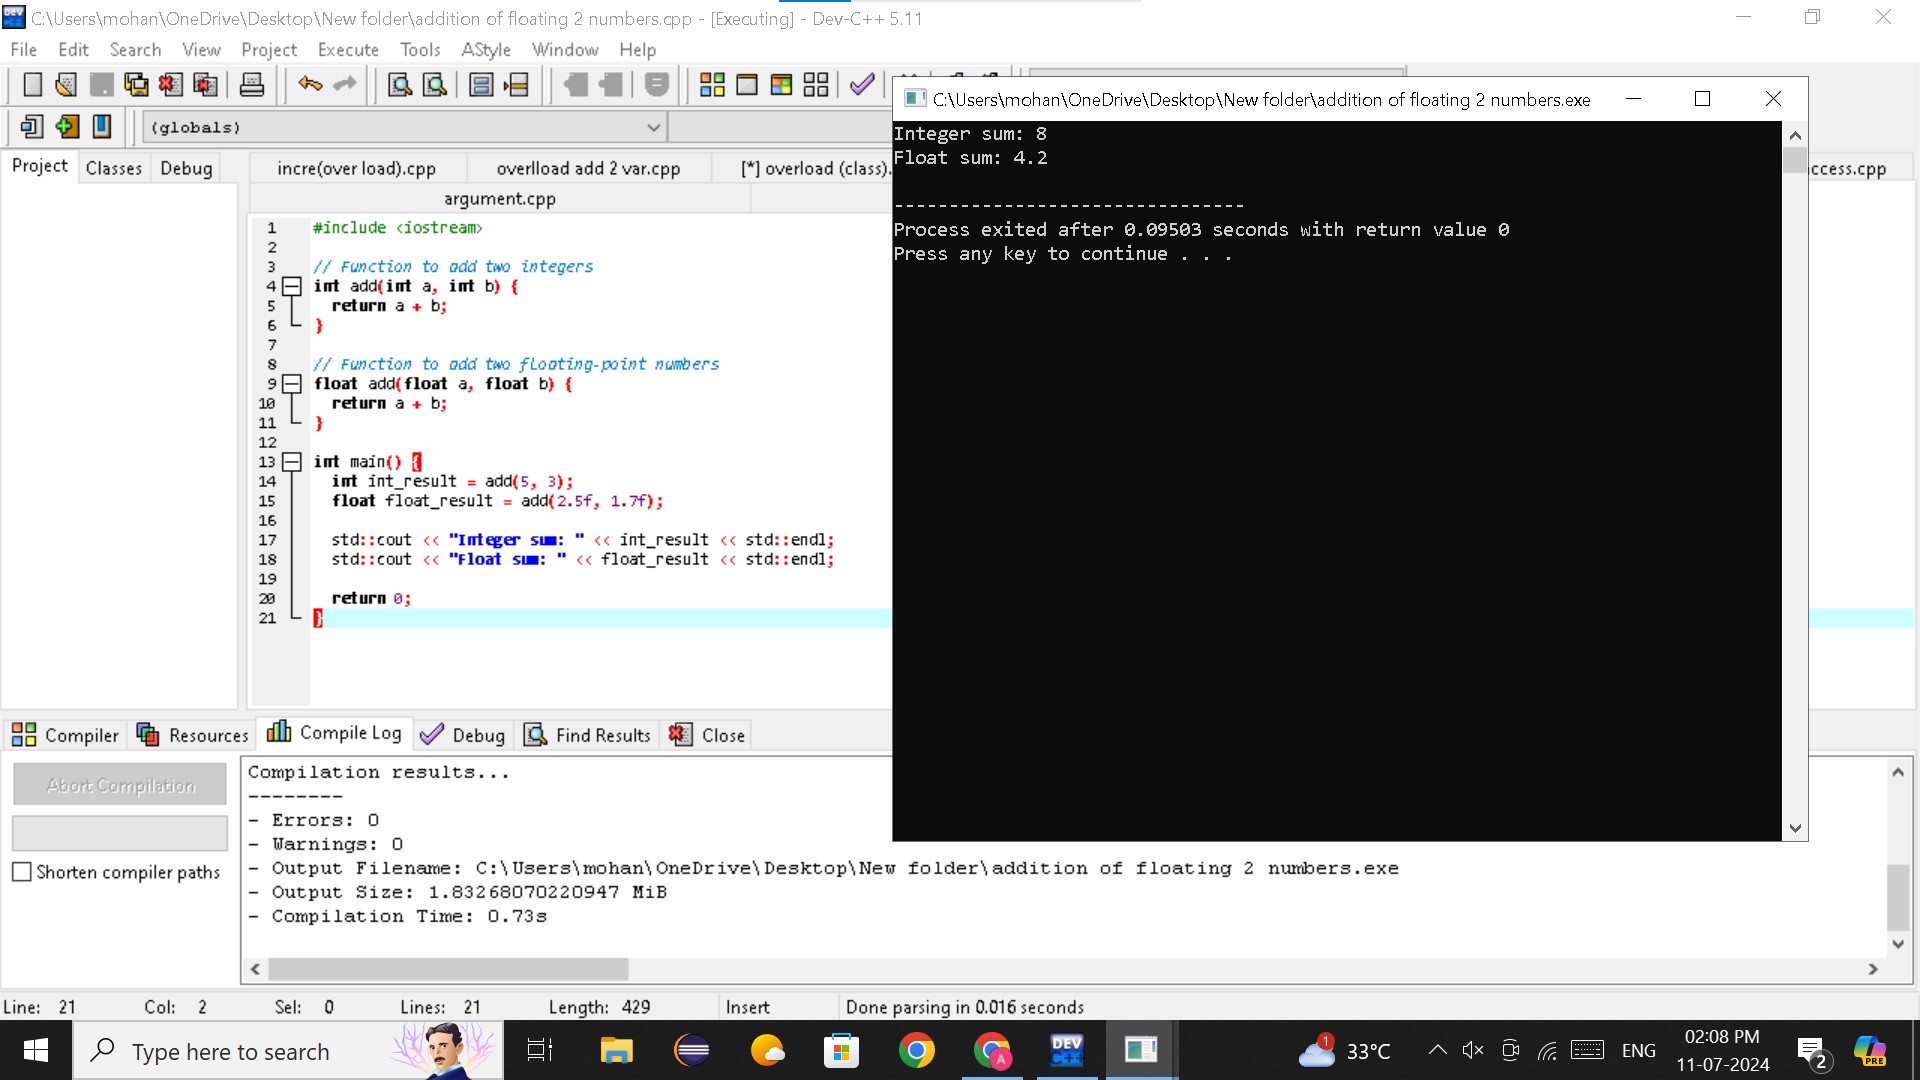 C:\Users\mohan\OneDrive\Desktop\New folder\addition of floating 2 numbers.cpp - [Executing] - Dev-C++ 5.11
File Edit Search View Project Execute Tools AStyle Window Help
(globals)
Project Classes Debug
incre(over load).cpp overlload add 2 var.cpp [*] overload (class). ccess.cpp
argument.cpp
1 #include <iostream>
2
3 // Function to add two integers
4 int add(int a, int b) {
5 return a + b;
6 }
7
8 // Function to add two floating-point numbers
9 float add(float a, float b) {
10 return a + b;
11 }
12
13 int main() {
14 int int_result = add(5, 3);
15 float float_result = add(2.5f, 1.7f);
16
17 std::cout << "Integer sum: " << int_result << std::endl;
18 std::cout << "Float sum: " << float_result << std::endl;
19
20 return 0;
21 }
C:\Users\mohan\OneDrive\Desktop\New folder\addition of floating 2 numbers.exe
Integer sum: 8
Float sum: 4.2
--------------------------------
Process exited after 0.09503 seconds with return value 0
Press any key to continue . . .
Compiler Resources Compile Log Debug Find Results Close
Abort Compilation
Shorten compiler paths
Compilation results...
--------
- Errors: 0
- Warnings: 0
- Output Filename: C:\Users\mohan\OneDrive\Desktop\New folder\addition of floating 2 numbers.exe
- Output Size: 1.83268070220947 MiB
- Compilation Time: 0.73s
Line: 21 Col: 2 Sel: 0 Lines: 21 Length: 429 Insert Done parsing in 0.016 seconds
Type here to search
DEV C++
1 33°C
ENG
02:08 PM
11-07-2024
2
PRE